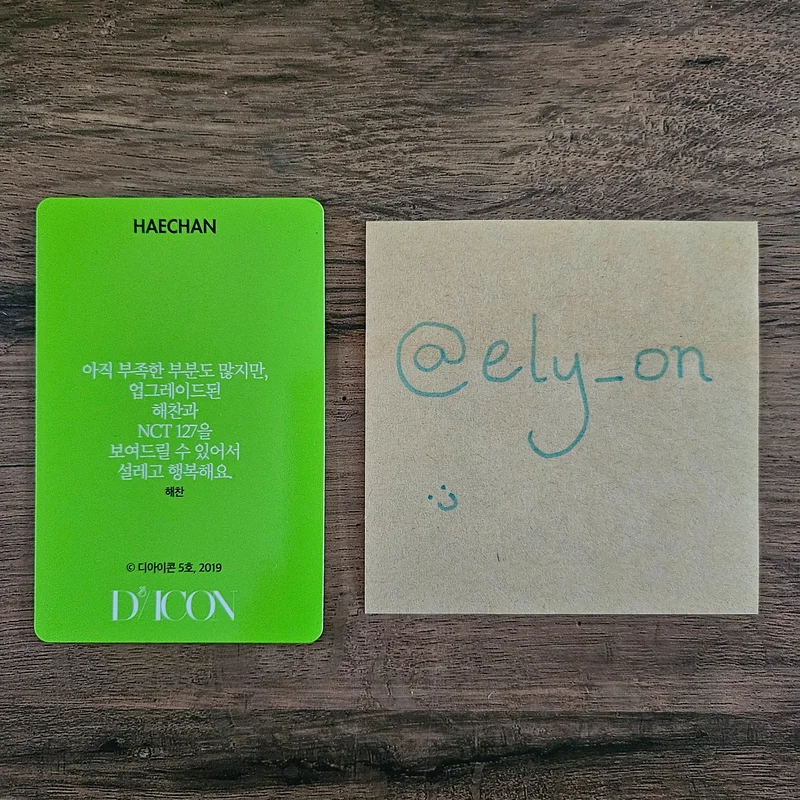 HAECHAN
아직 부족한 부분도 많지만,
업그레이드된
해찬과
NCT 127을
보여드릴 수 있어서
설레고 행복해요.
해찬
© 디아이콘 5호, 2019
D/ICON
@ely_on
:)